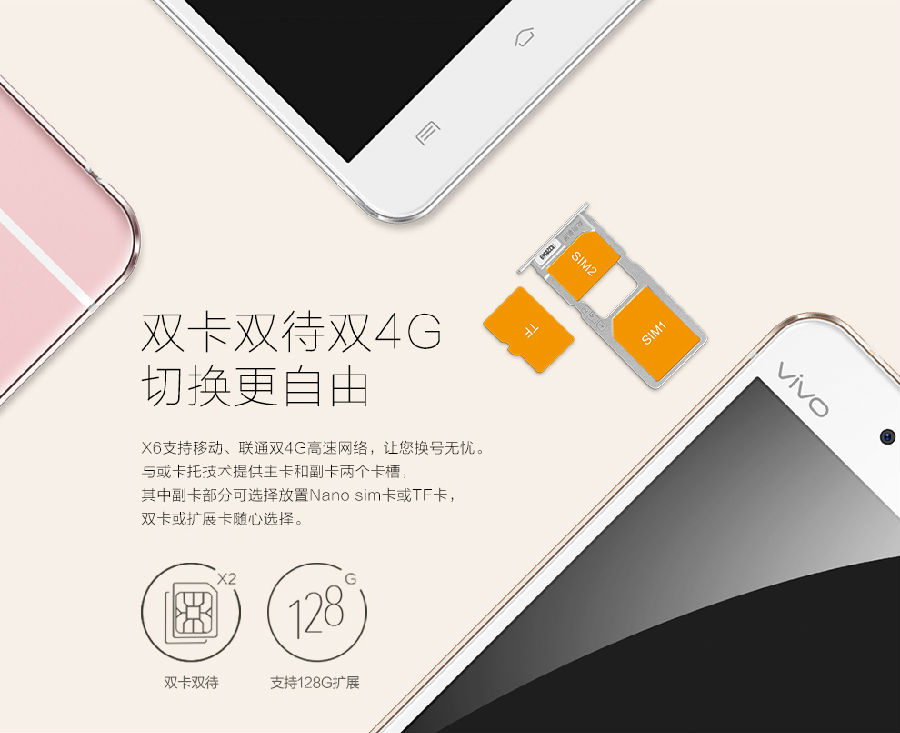 SIM2
TF
SIM1
vivo
双卡双待双4G
切换更自由
X6支持移动、联通双4G高速网络，让您换号无忧。
与或卡托技术提供主卡和副卡两个卡槽，
其中副卡部分可选择放置Nano sim卡或TF卡，
双卡或扩展卡随心选择。
X2
128G
双卡双待
支持128G扩展